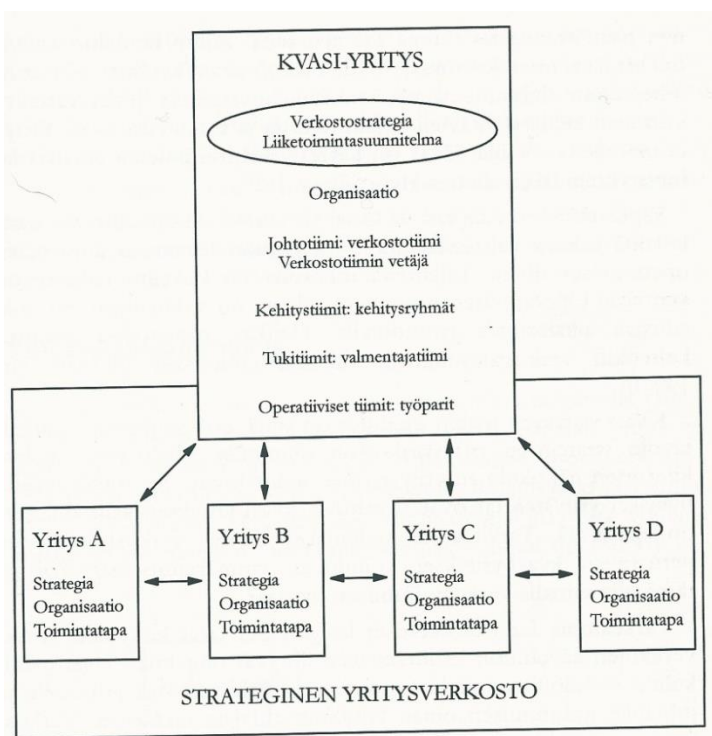 KVASI-YRITYS
Verkostostrategia
Liiketoimintasuunnitelma
Organisaatio
Johtotiimi: verkostotiimi
Verkostotiimin vetäjä
Kehitystiimit: kehitysryhmät
Tukitiimit: valmentajatiimi
Operatiiviset tiimit: työparit
Yritys A
Strategia
Organisaatio
Toimintatapa
Yritys B
Strategia
Organisaatio
Toimintatapa
Yritys C
Strategia
Organisaatio
Toimintatapa
Yritys D
Strategia
Organisaatio
Toimintatapa
STRATEGINEN YRITYSVERKOSTO